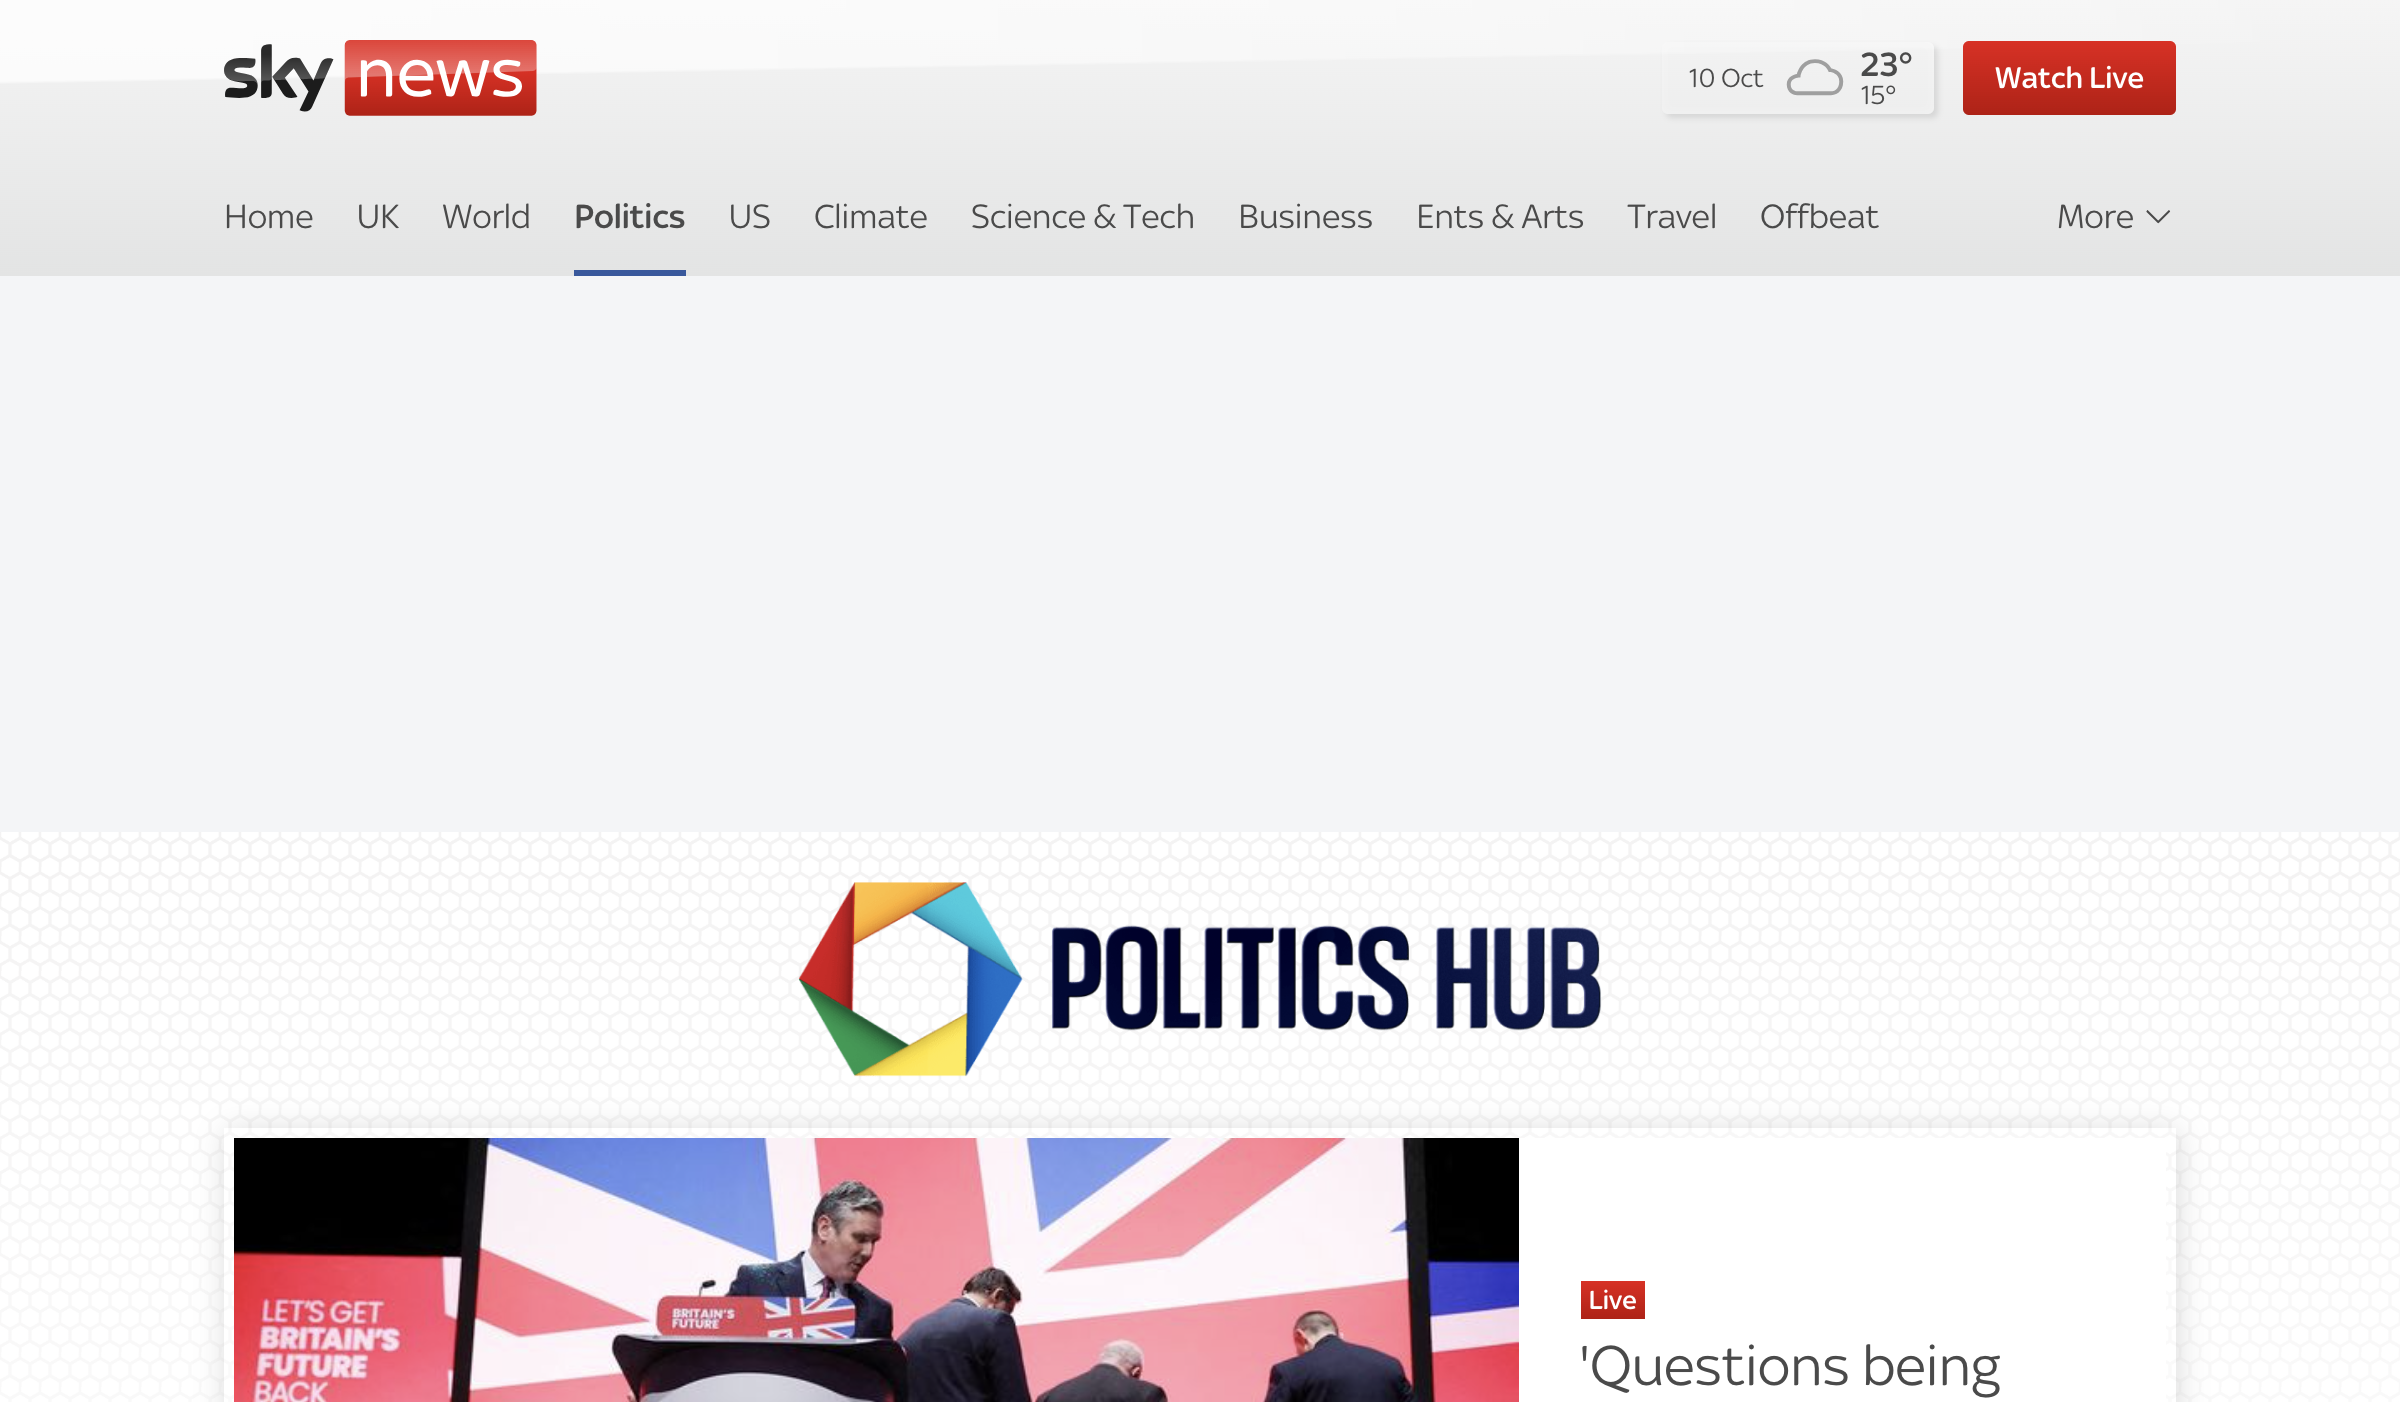 sky news
10 Oct 23° 15°
Watch Live
Home UK World Politics US Climate Science & Tech Business Ents & Arts Travel Offbeat More
POLITICS HUB
LET'S GET
BRITAIN'S
FUTURE
BACK
BRITAIN'S
FUTURE
Live
'Questions being